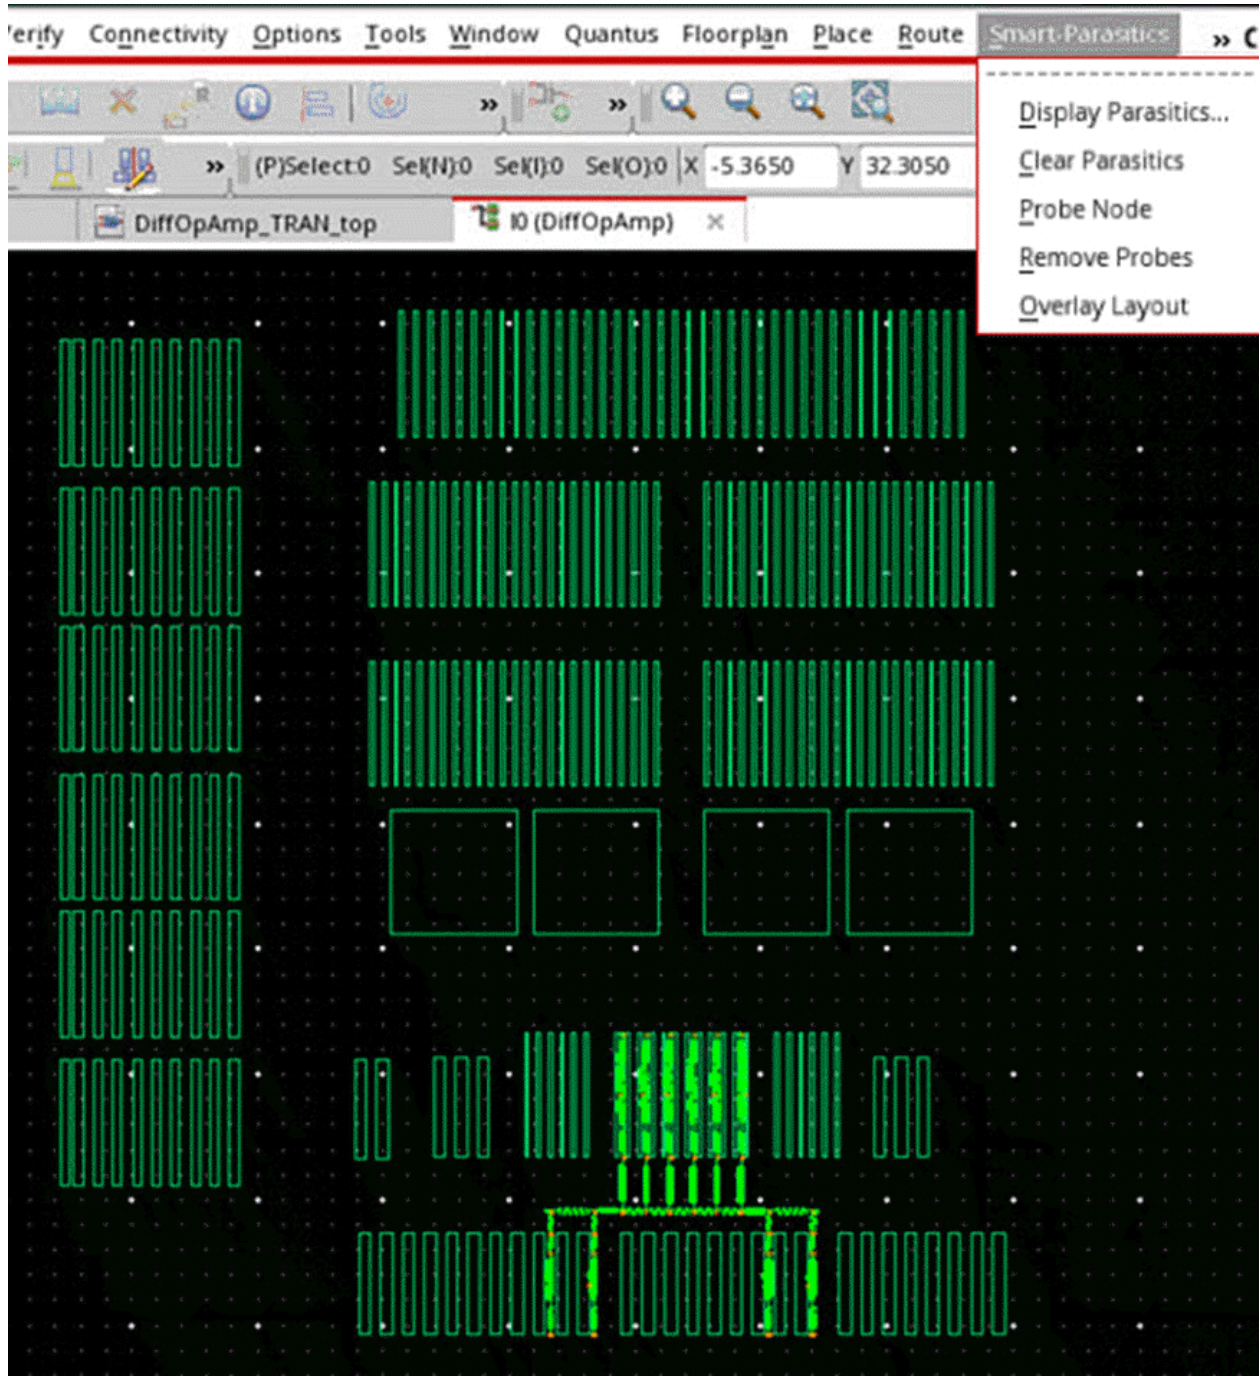 erify Connectivity Options Tools Window Quantus Floorplan Place Route Smart-Parasitics » C
» »
» (P)Select:0 Sel(N):0 Sel(I):0 Sel(O):0 X -5.3650 Y 32.3050
DiffOpAmp_TRAN_top I0 (DiffOpAmp)
Display Parasitics...
Clear Parasitics
Probe Node
Remove Probes
Overlay Layout